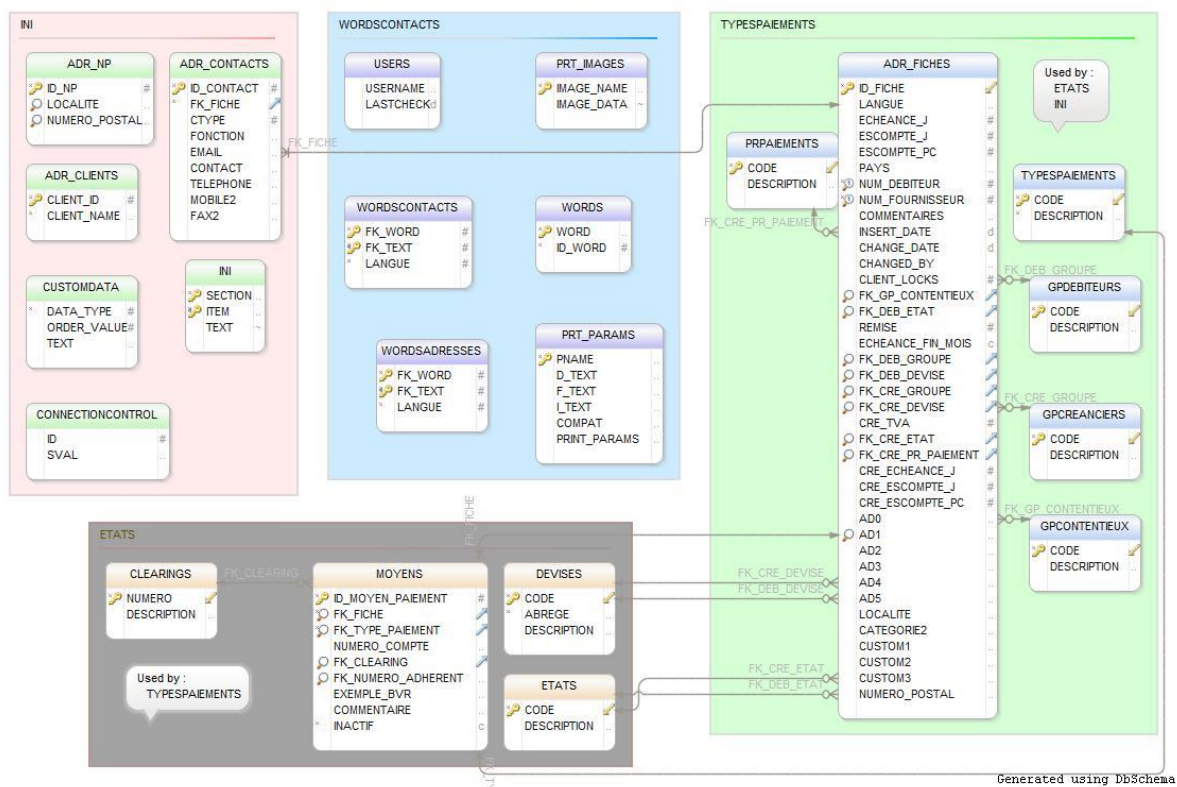 INI
ADR_NP
ID_NP #
LOCALITE
NUMERO_POSTAL
ADR_CONTACTS
ID_CONTACT #
FK_FICHE
CTYPE #
FONCTION
EMAIL
CONTACT
TELEPHONE
MOBILE2
FAX2
ADR_CLIENTS
CLIENT_ID #
CLIENT_NAME
CUSTOMDATA
DATA_TYPE #
ORDER_VALUE#
TEXT
INI
SECTION
ITEM
TEXT ~
CONNECTIONCONTROL
ID #
SVAL
WORDSCONTACTS
USERS
USERNAME
LASTCHECKd
PRT_IMAGES
IMAGE_NAME
IMAGE_DATA ~
WORDSCONTACTS
FK_WORD #
FK_TEXT #
LANGUE #
WORDS
WORD
ID_WORD #
WORDSADRESSES
FK_WORD #
FK_TEXT #
LANGUE #
PRT_PARAMS
PNAME
D_TEXT
F_TEXT
I_TEXT
COMPAT
PRINT_PARAMS
FK_FICHE
TYPESPAIEMENTS
PRPAIEMENTS
CODE
DESCRIPTION
FK_CRE_PR_PAIEMENT
ADR_FICHES
ID_FICHE
LANGUE
ECHEANCE_J #
ESCOMPTE_J #
ESCOMPTE_PC #
PAYS
NUM_DEBITEUR #
NUM_FOURNISSEUR #
COMMENTAIRES
INSERT_DATE d
CHANGE_DATE d
CHANGED_BY
CLIENT_LOCKS #
FK_GP_CONTENTIEUX
FK_DEB_ETAT
REMISE #
ECHEANCE_FIN_MOIS c
FK_DEB_GROUPE
FK_DEB_DEVISE
FK_CRE_GROUPE
FK_CRE_DEVISE
CRE_TVA #
FK_CRE_ETAT
FK_CRE_PR_PAIEMENT
CRE_ECHEANCE_J #
CRE_ESCOMPTE_J #
CRE_ESCOMPTE_PC #
AD0
AD1
AD2
AD3
AD4
AD5
LOCALITE
CATEGORIE2
CUSTOM1
CUSTOM2
CUSTOM3
NUMERO_POSTAL
Used by :
ETATS
INI
TYPESPAIEMENTS
CODE
DESCRIPTION
FK_DEB_GROUPE
GPDEBITEURS
CODE
DESCRIPTION
FK_CRE_GROUPE
GPCREANCIERS
CODE
DESCRIPTION
FK_GP_CONTENTIEUX
GPCONTENTIEUX
CODE
DESCRIPTION
FK_FICHE
ETATS
CLEARINGS
NUMERO
DESCRIPTION
FK_CLEARING
MOYENS
ID_MOYEN_PAIEMENT #
FK_FICHE
FK_TYPE_PAIEMENT
NUMERO_COMPTE
FK_CLEARING
FK_NUMERO_ADHERENT
EXEMPLE_BVR
COMMENTAIRE
INACTIF c
DEVISES
CODE
ABREGE
DESCRIPTION
ETATS
CODE
DESCRIPTION
Used by :
TYPESPAIEMENTS
FK_CRE_DEVISE
FK_DEB_DEVISE
FK_CRE_ETAT
FK_DEB_ETAT
Generated using DbSchema